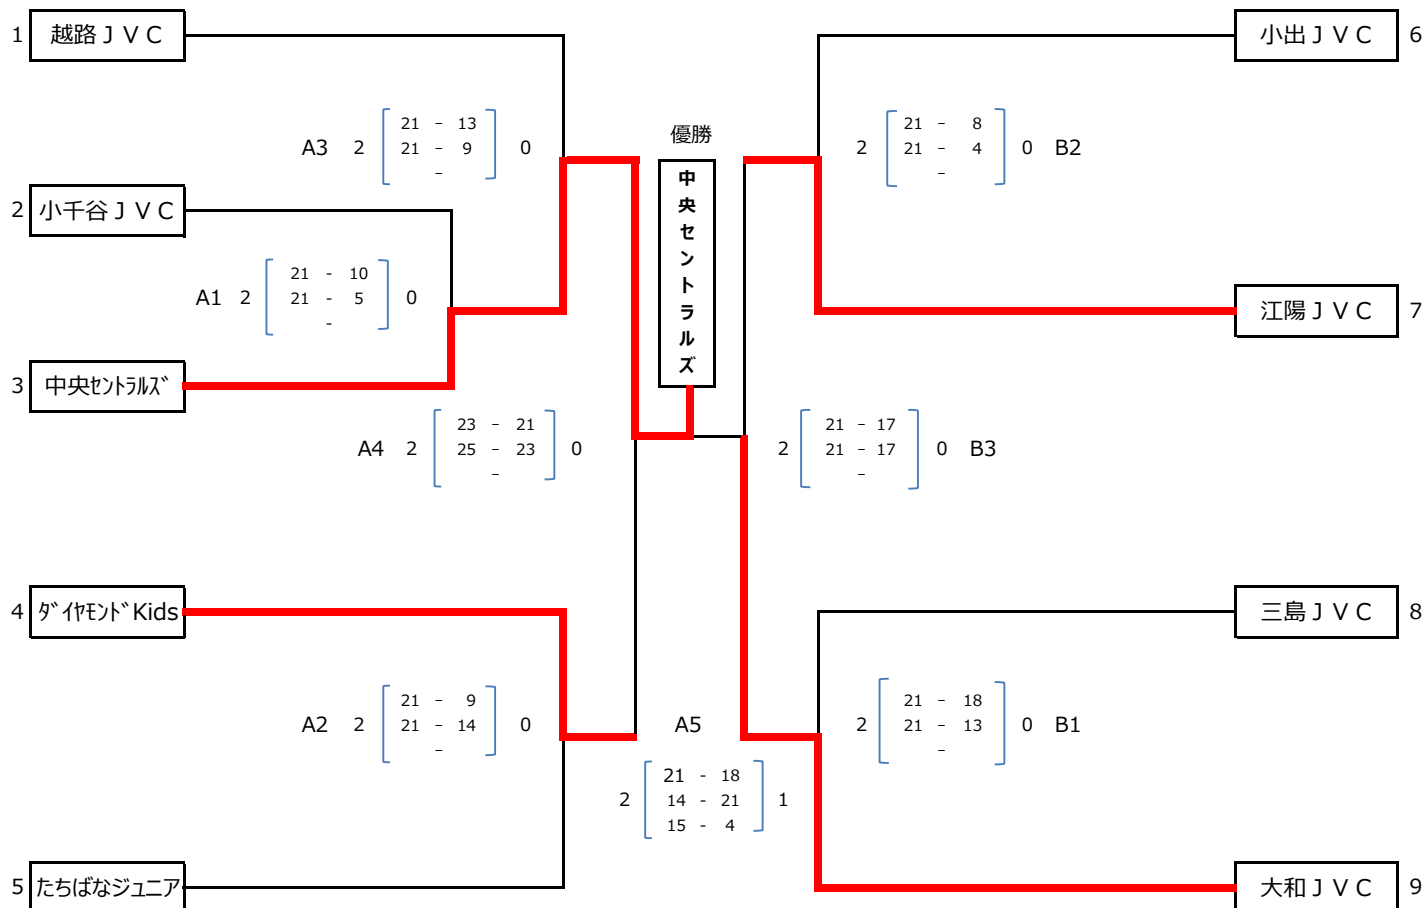 1 越路ＪＶＣ
小出ＪＶＣ 6
A3 2 21 - 13 0
21 - 9
-
優勝
中央セントラルズ
2 21 - 8 0 B2
21 - 4
-
2 小千谷ＪＶＣ
A1 2 21 - 10 0
21 - 5
-
江陽ＪＶＣ 7
3 中央ｾﾝﾄﾗﾙｽﾞ
A4 2 23 - 21 0
25 - 23
-
2 21 - 17 0 B3
21 - 17
-
4 ﾀﾞｲﾔﾓﾝﾄﾞKids
三島ＪＶＣ 8
A2 2 21 - 9 0
21 - 14
-
A5
2 21 - 18 1
14 - 21
15 - 4
2 21 - 18 0 B1
21 - 13
-
5 たちばなジュニア
大和ＪＶＣ 9